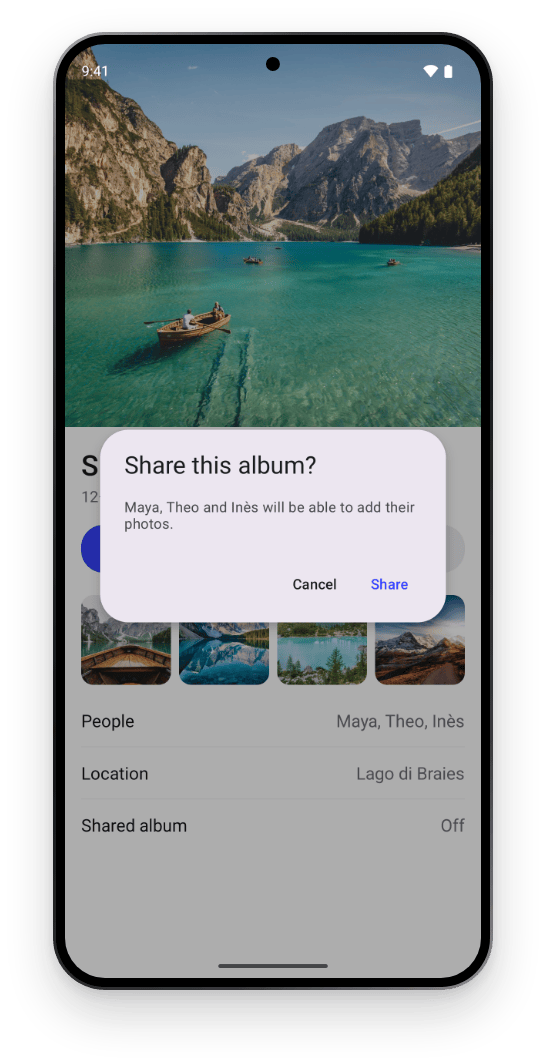 9:41
Share this album?
Maya, Theo and Inès will be able to add their
photos.
Cancel Share
People Maya, Theo, Inès
Location Lago di Braies
Shared album Off